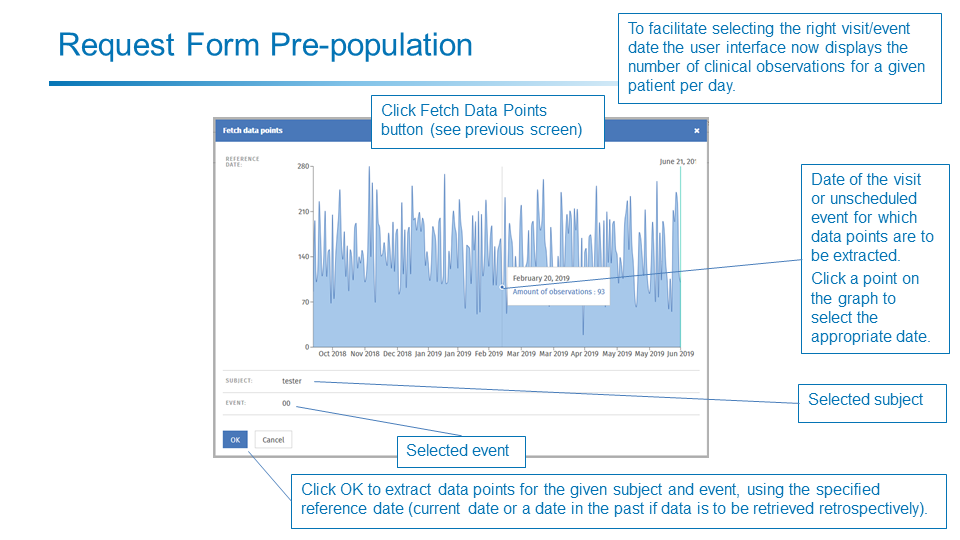 Request Form Pre-population
To facilitate selecting the right visit/event
date the user interface now displays the
number of clinical observations for a given
patient per day.
Click Fetch Data Points
button (see previous screen)
Fetch data points
×
REFERENCE
DATE:
June 21, 20
280
210
140
70
0
February 20, 2019
Amount of observations : 93
Oct 2018 Nov 2018 Dec 2018 Jan 2019 Jan 2019 Feb 2019 Mar 2019 Mar 2019 Apr 2019 May 2019 May 2019 Jun 2019
Date of the visit
or unscheduled
event for which
data points are to
be extracted.
Click a point on
the graph to
select the
appropriate date.
SUBJECT: tester
Selected subject
EVENT: 00
Selected event
OK Cancel
Click OK to extract data points for the given subject and event, using the specified
reference date (current date or a date in the past if data is to be retrieved retrospectively).